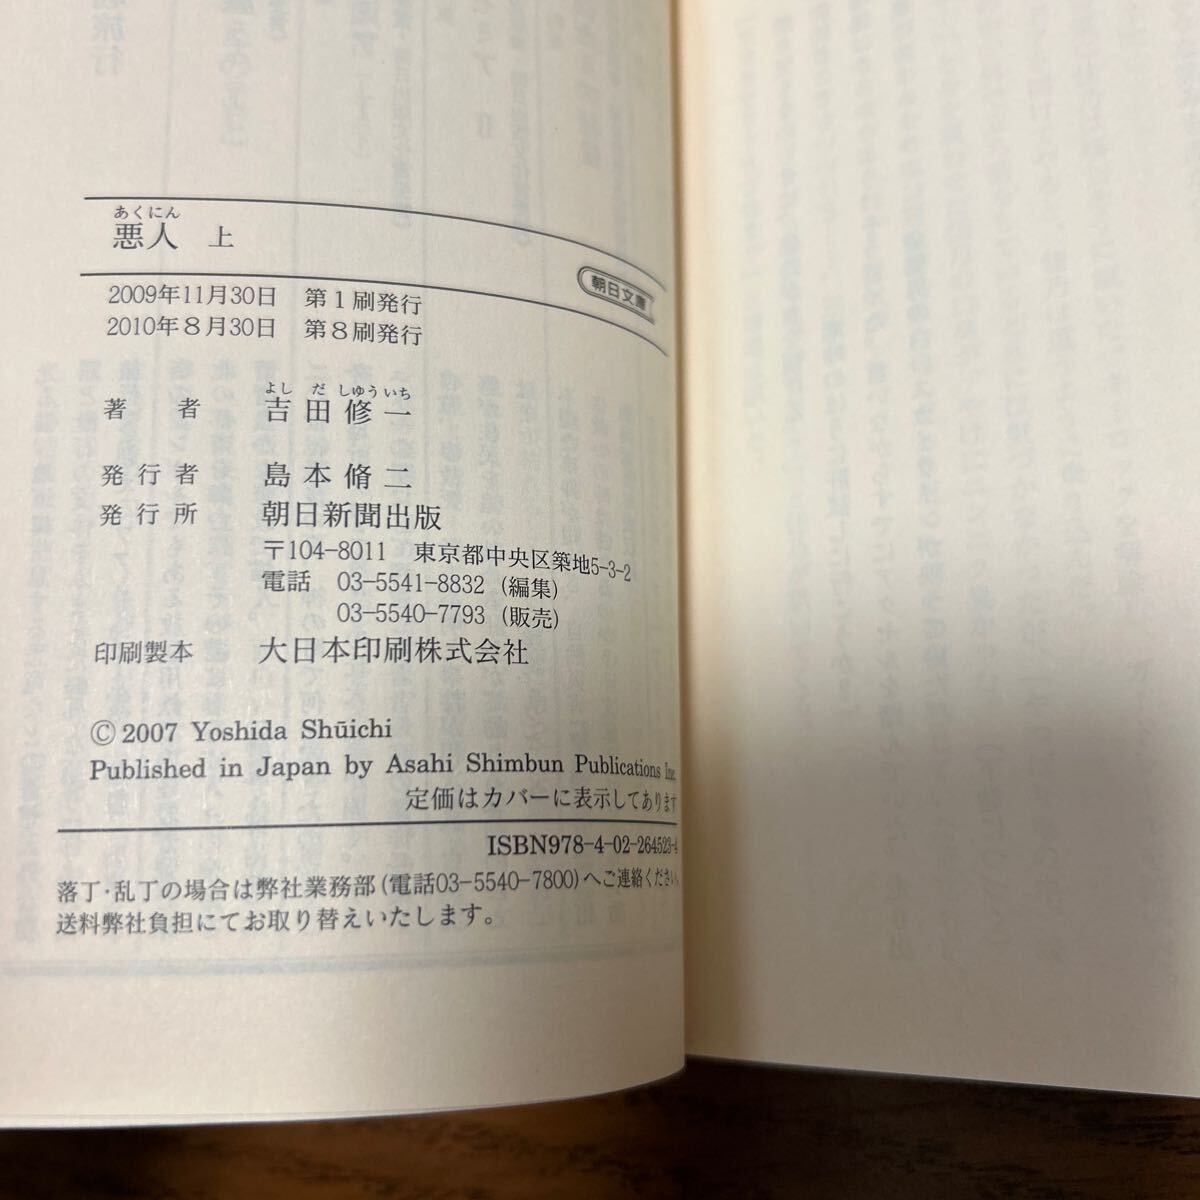 あくにん
悪人 上
朝日文庫
2009年11月30日 第1刷発行
2010年8月30日 第8刷発行
よし だ しゅういち
著者 吉田修一
発行者 島本脩二
発行所 朝日新聞出版
〒104-8011 東京都中央区築地5-3-2
電話 03-5541-8832（編集）
03-5540-7793（販売）
印刷製本 大日本印刷株式会社
© 2007 Yoshida Shūichi
Published in Japan by Asahi Shimbun Publications Inc.
定価はカバーに表示してあります
ISBN978-4-02-264523-4
落丁・乱丁の場合は弊社業務部（電話03-5540-7800）へご連絡ください。
送料弊社負担にてお取り替えいたします。